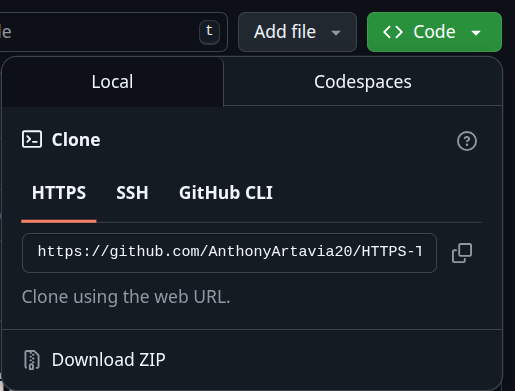 t
Add file
Code
Local
Codespaces
Clone
HTTPS
SSH
GitHub CLI
https://github.com/AnthonyArtavia20/HTTPS-T
Clone using the web URL.
Download ZIP